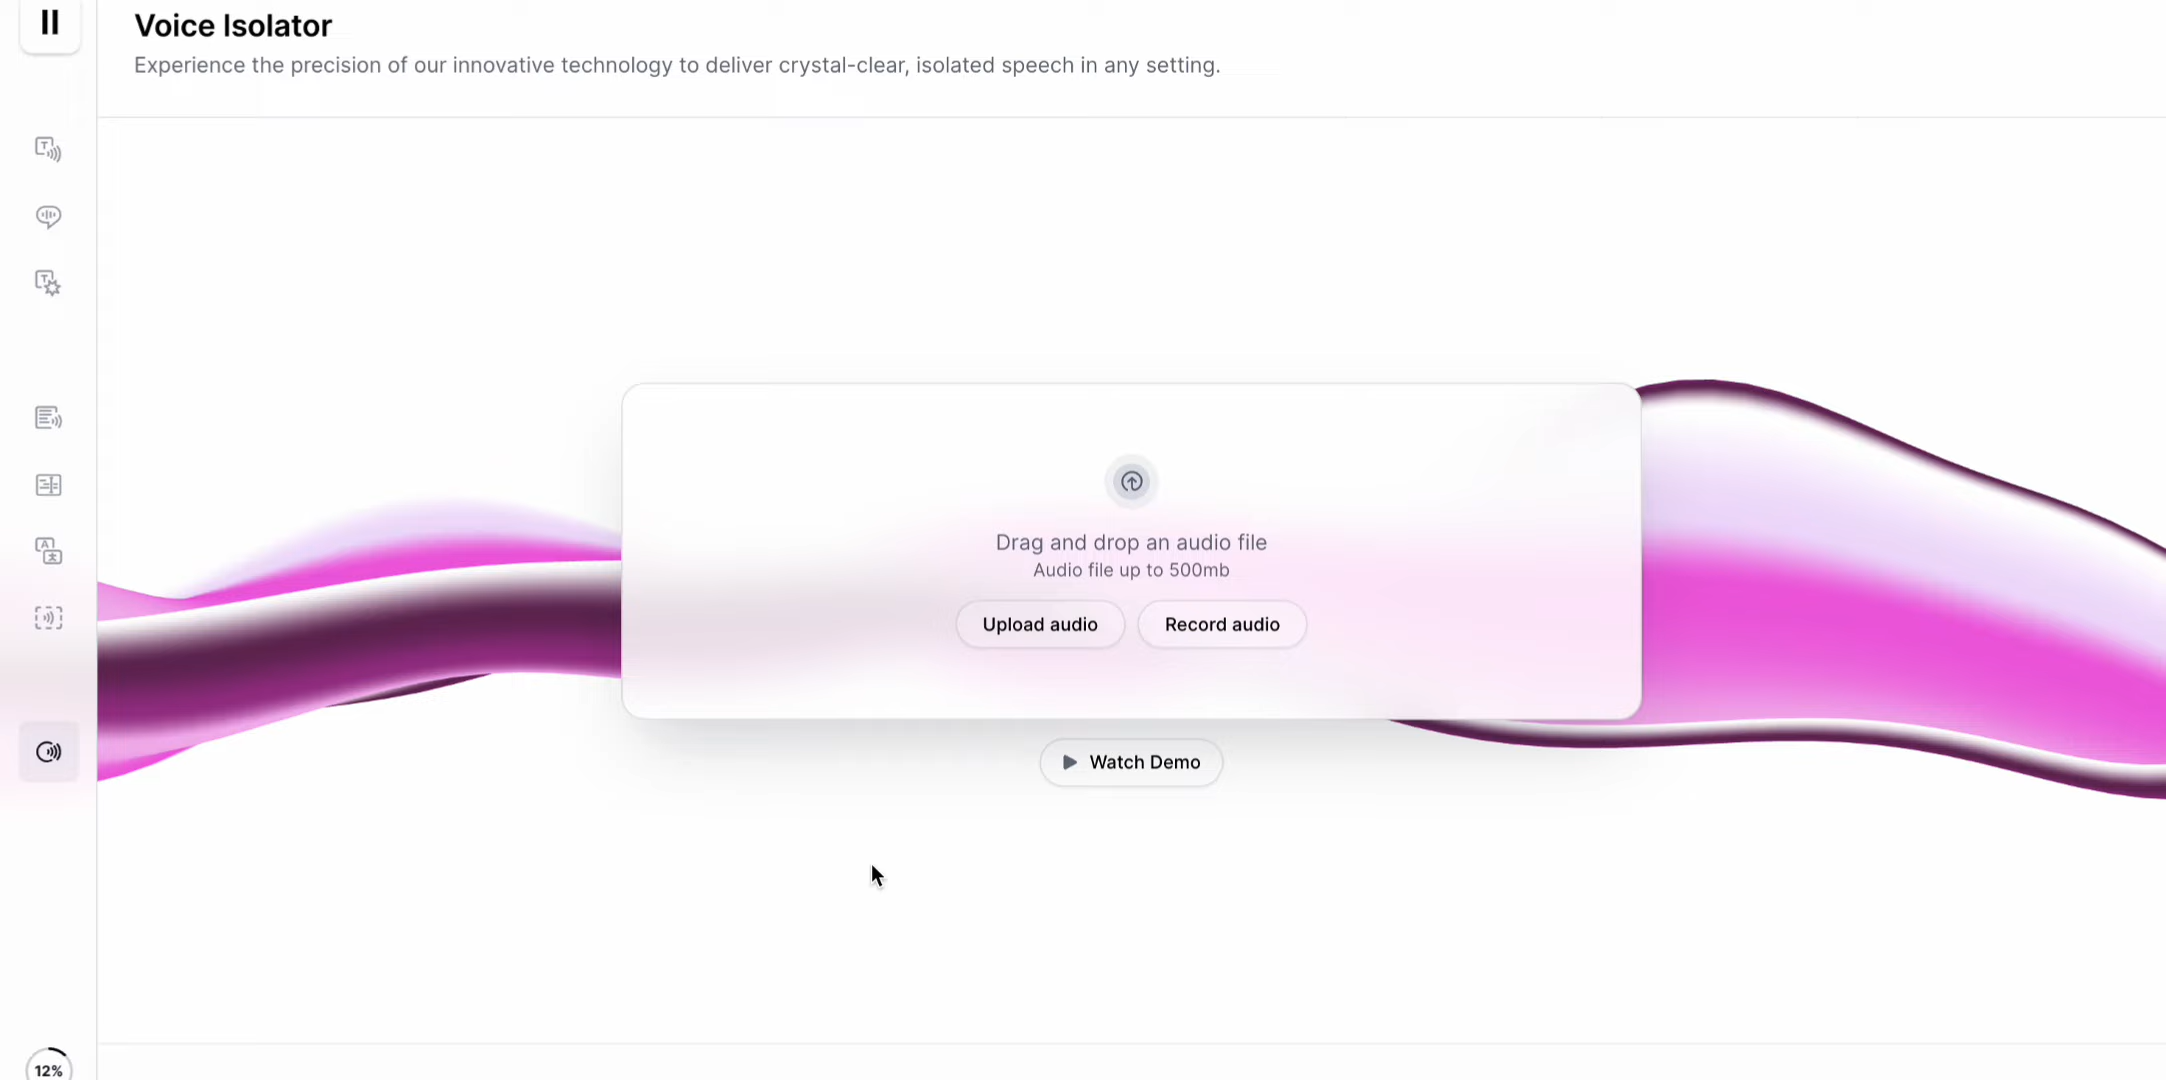 Voice Isolator
Experience the precision of our innovative technology to deliver crystal-clear, isolated speech in any setting.
Drag and drop an audio file
Audio file up to 500mb
Upload audio
Record audio
Watch Demo
12%